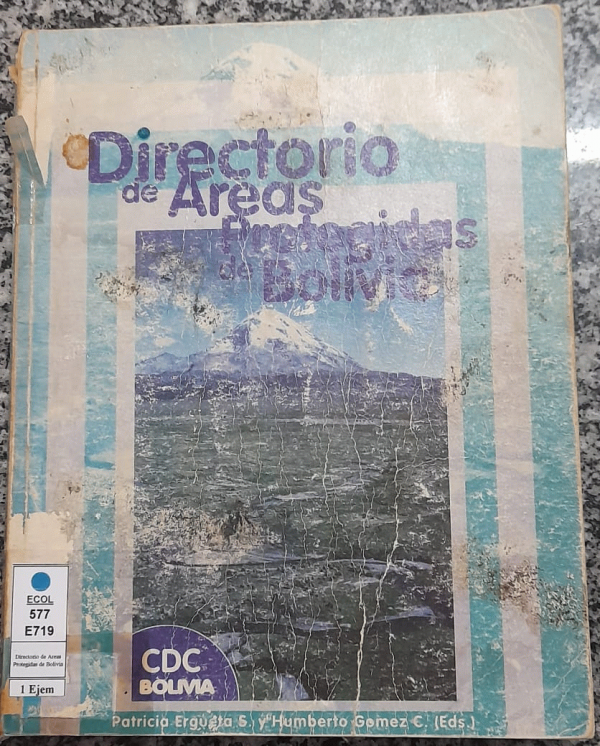 Directorio
de Areas
Protegidas
de Bolivia
ECOL
577
E719
Directorio de Areas
Protegidas de Bolivia
1 Ejem
CDC
BOLIVIA
Patricia Ergueta S. y Humberto Gomez C. (Eds.)